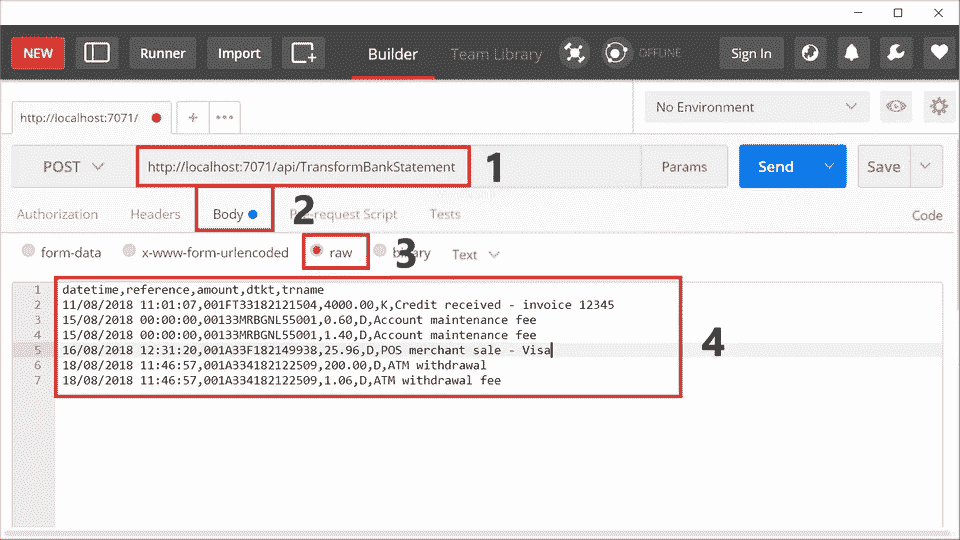 NEW Runner Import Builder Team Library OFFLINE Sign In
http://localhost:7071/ + ••• No Environment
POST http://localhost:7071/api/TransformBankStatement 1 Params Send Save
Authorization Headers Body 2 Pre-request Script Tests Code
form-data x-www-form-urlencoded raw 3 binary Text
1 datetime,reference,amount,dtkt,trname
2 11/08/2018 11:01:07,001FT33182121504,4000.00,K,Credit received - invoice 12345
3 15/08/2018 00:00:00,00133MRBGNL55001,0.60,D,Account maintenance fee
4 15/08/2018 00:00:00,00133MRBGNL55001,1.40,D,Account maintenance fee
5 16/08/2018 12:31:20,001A33F182149938,25.96,D,POS merchant sale - Visa
4
6 18/08/2018 11:46:57,001A334182122509,200.00,D,ATM withdrawal
7 18/08/2018 11:46:57,001A334182122509,1.06,D,ATM withdrawal fee